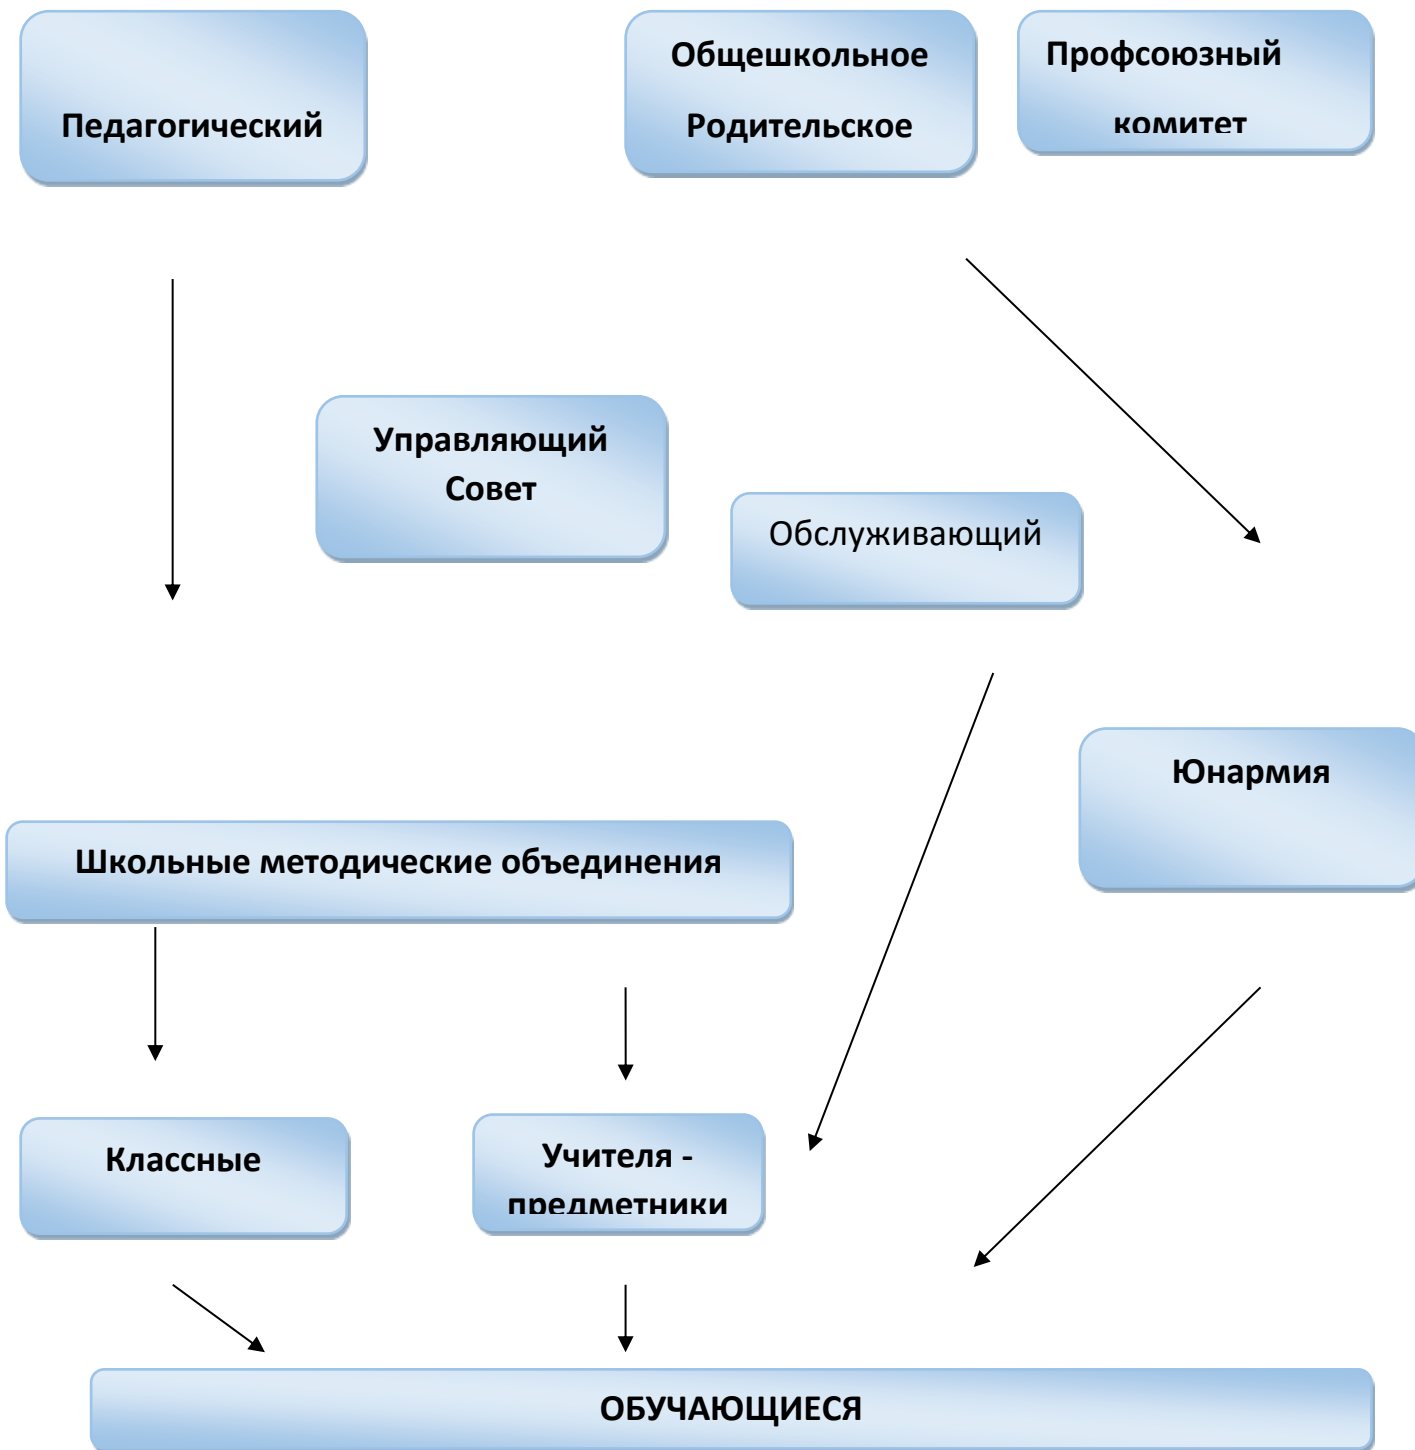 Педагогический
Общешкольное
Родительское
Профсоюзный
комитет
Управляющий
Совет
Обслуживающий
Юнармия
Школьные методические объединения
Классные
Учителя -
предметники
ОБУЧАЮЩИЕСЯ